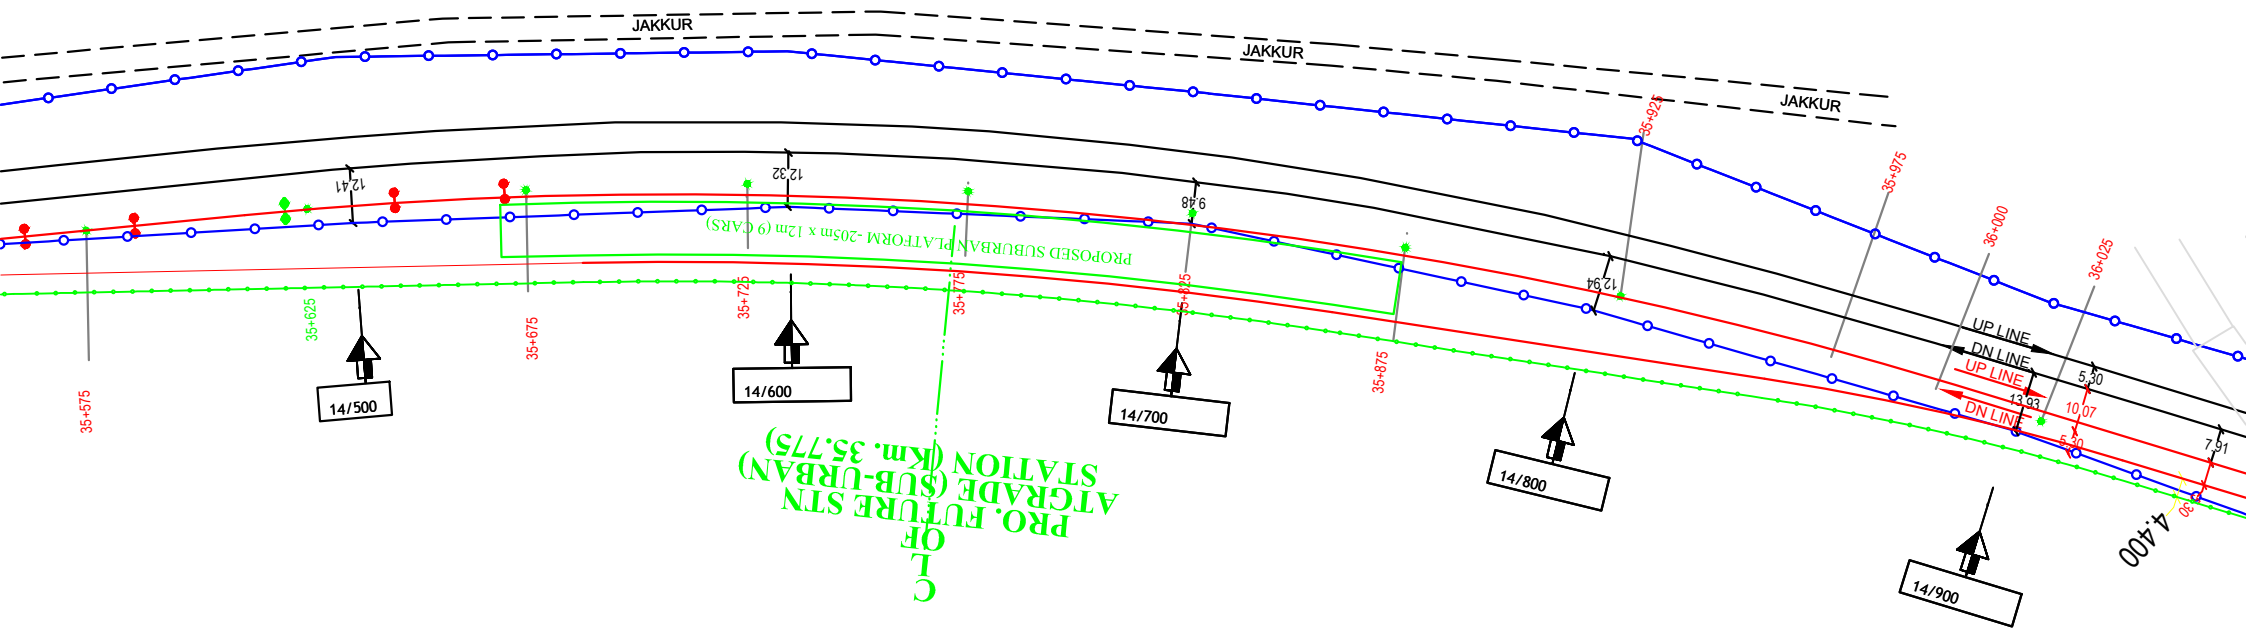 JAKKUR
JAKKUR
JAKKUR
35+925
35+975
36+000
36+025
12.41
12.32
9.48
12.94
PROPOSED SUBURBAN PLATFORM -205m x 12m (9 CARS)
35+575
35+625
35+675
35+725
35+775
35+825
35+875
UP LINE
DN LINE
UP LINE
DN LINE
5.30
13.93
10.07
5.30
7.91
14/500
14/600
14/700
14/800
14/900
4.400
C
L
OF
PRO. FUTURE STN
ATGRADE (SUB-URBAN)
STATION (Km. 35.775)